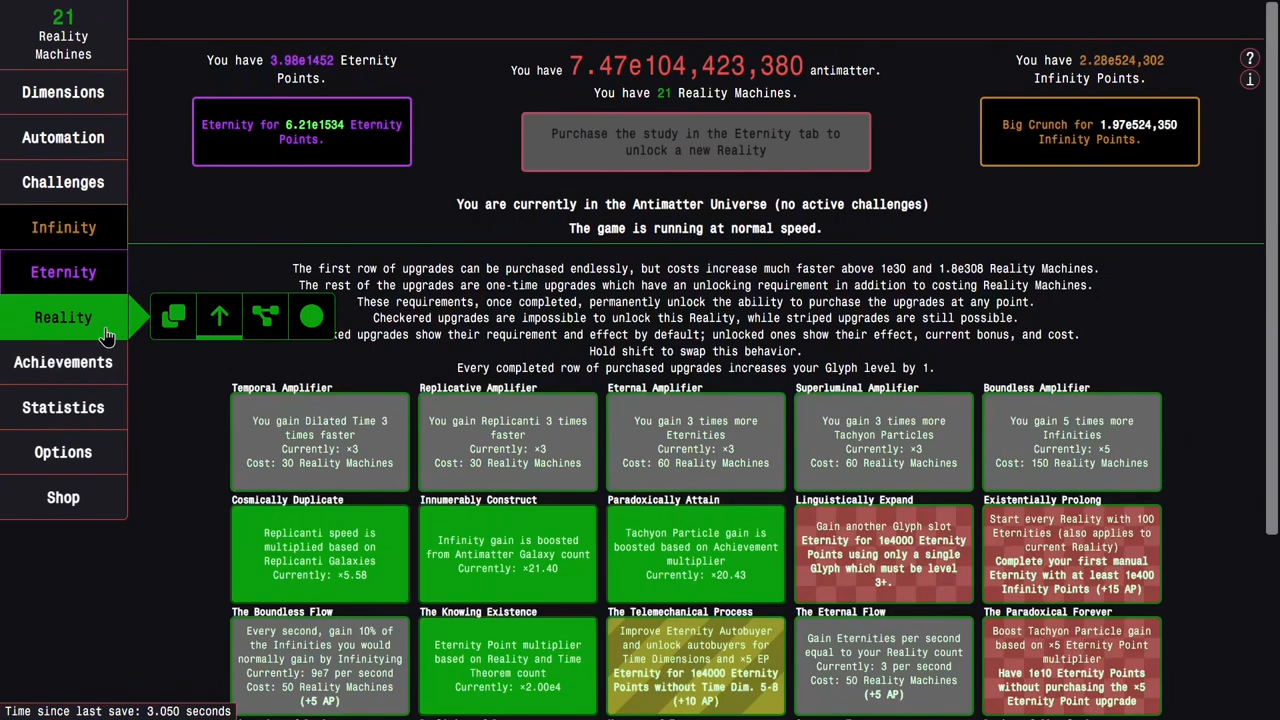 21
Reality
Machines
Dimensions
Automation
Challenges
Infinity
Eternity
Reality
Achievements
Statistics
Options
Shop
Time since last save: 3.050 seconds
You have 3.98e1452 Eternity
Points.
Eternity for 6.21e1534 Eternity
Points.
You have 7.47e104,423,380 antimatter.
You have 21 Reality Machines.
Purchase the study in the Eternity tab to
unlock a new Reality
You have 2.28e524,302
Infinity Points.
Big Crunch for 1.97e524,350
Infinity Points.
?
i
You are currently in the Antimatter Universe (no active challenges)
The game is running at normal speed.
The first row of upgrades can be purchased endlessly, but costs increase much faster above 1e30 and 1.8e308 Reality Machines.
The rest of the upgrades are one-time upgrades which have an unlocking requirement in addition to costing Reality Machines.
These requirements, once completed, permanently unlock the ability to purchase the upgrades at any point.
Checkered upgrades are impossible to unlock this Reality, while striped upgrades are still possible.
ked upgrades show their requirement and effect by default; unlocked ones show their effect, current bonus, and cost.
Hold shift to swap this behavior.
Every completed row of purchased upgrades increases your Glyph level by 1.
Temporal Amplifier
You gain Dilated Time 3
times faster
Currently: ×3
Cost: 30 Reality Machines
Replicative Amplifier
You gain Replicanti 3 times
faster
Currently: ×3
Cost: 30 Reality Machines
Eternal Amplifier
You gain 3 times more
Eternities
Currently: ×3
Cost: 60 Reality Machines
Superluminal Amplifier
You gain 3 times more
Tachyon Particles
Currently: ×3
Cost: 60 Reality Machines
Boundless Amplifier
You gain 5 times more
Infinities
Currently: ×5
Cost: 150 Reality Machines
Cosmically Duplicate
Replicanti speed is
multiplied based on
Replicanti Galaxies
Currently: ×5.58
Innumerably Construct
Infinity gain is boosted
from Antimatter Galaxy count
Currently: ×21.40
Paradoxically Attain
Tachyon Particle gain is
boosted based on Achievement
multiplier
Currently: ×20.43
Linguistically Expand
Gain another Glyph slot
Eternity for 1e4000 Eternity
Points using only a single
Glyph which must be level
3+.
Existentially Prolong
Start every Reality with 100
Eternities (also applies to
current Reality)
Complete your first manual
Eternity with at least 1e400
Infinity Points (+15 AP)
The Boundless Flow
Every second, gain 10% of
the Infinities you would
normally gain by Infinitying
Currently: 9e7 per second
Cost: 50 Reality Machines
(+5 AP)
The Knowing Existence
Eternity Point multiplier
based on Reality and Time
Theorem count
Currently: ×2.00e4
The Telemechanical Process
Improve Eternity Autobuyer
and unlock autobuyers for
Time Dimensions and ×5 EP
Eternity for 1e4000 Eternity
Points without Time Dim. 5-8
(+10 AP)
The Eternal Flow
Gain Eternities per second
equal to your Reality count
Currently: 3 per second
Cost: 50 Reality Machines
(+5 AP)
The Paradoxical Forever
Boost Tachyon Particle gain
based on ×5 Eternity Point
multiplier
Have 1e10 Eternity Points
without purchasing the ×5
Eternity Point upgrade